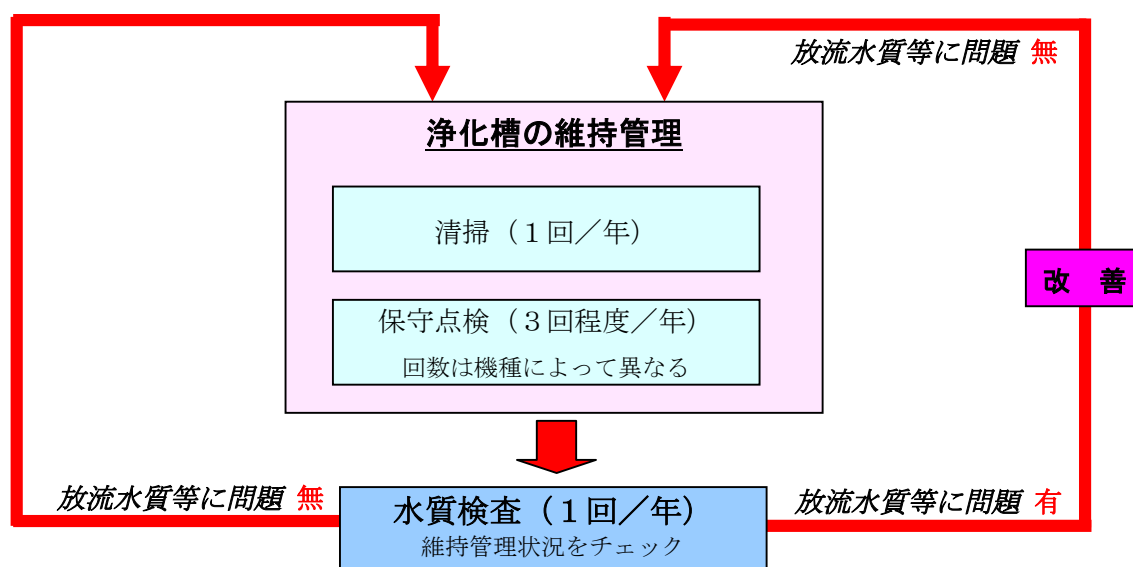 放流水質等に問題 無
浄化槽の維持管理
清掃（１回／年）
改　善
保守点検（３回程度／年）
回数は機種によって異なる
放流水質等に問題 無
放流水質等に問題 有
水質検査（１回／年）
維持管理状況をチェック